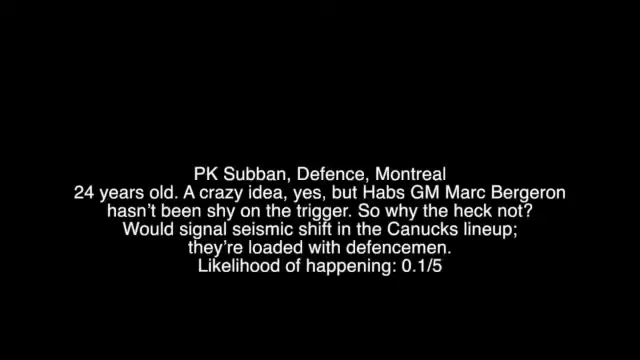 PK Subban, Defence, Montreal
24 years old. A crazy idea, yes, but Habs GM Marc Bergeron
hasn't been shy on the trigger. So why the heck not?
Would signal seismic shift in the Canucks lineup;
they're loaded with defencemen.
Likelihood of happening: 0.1/5